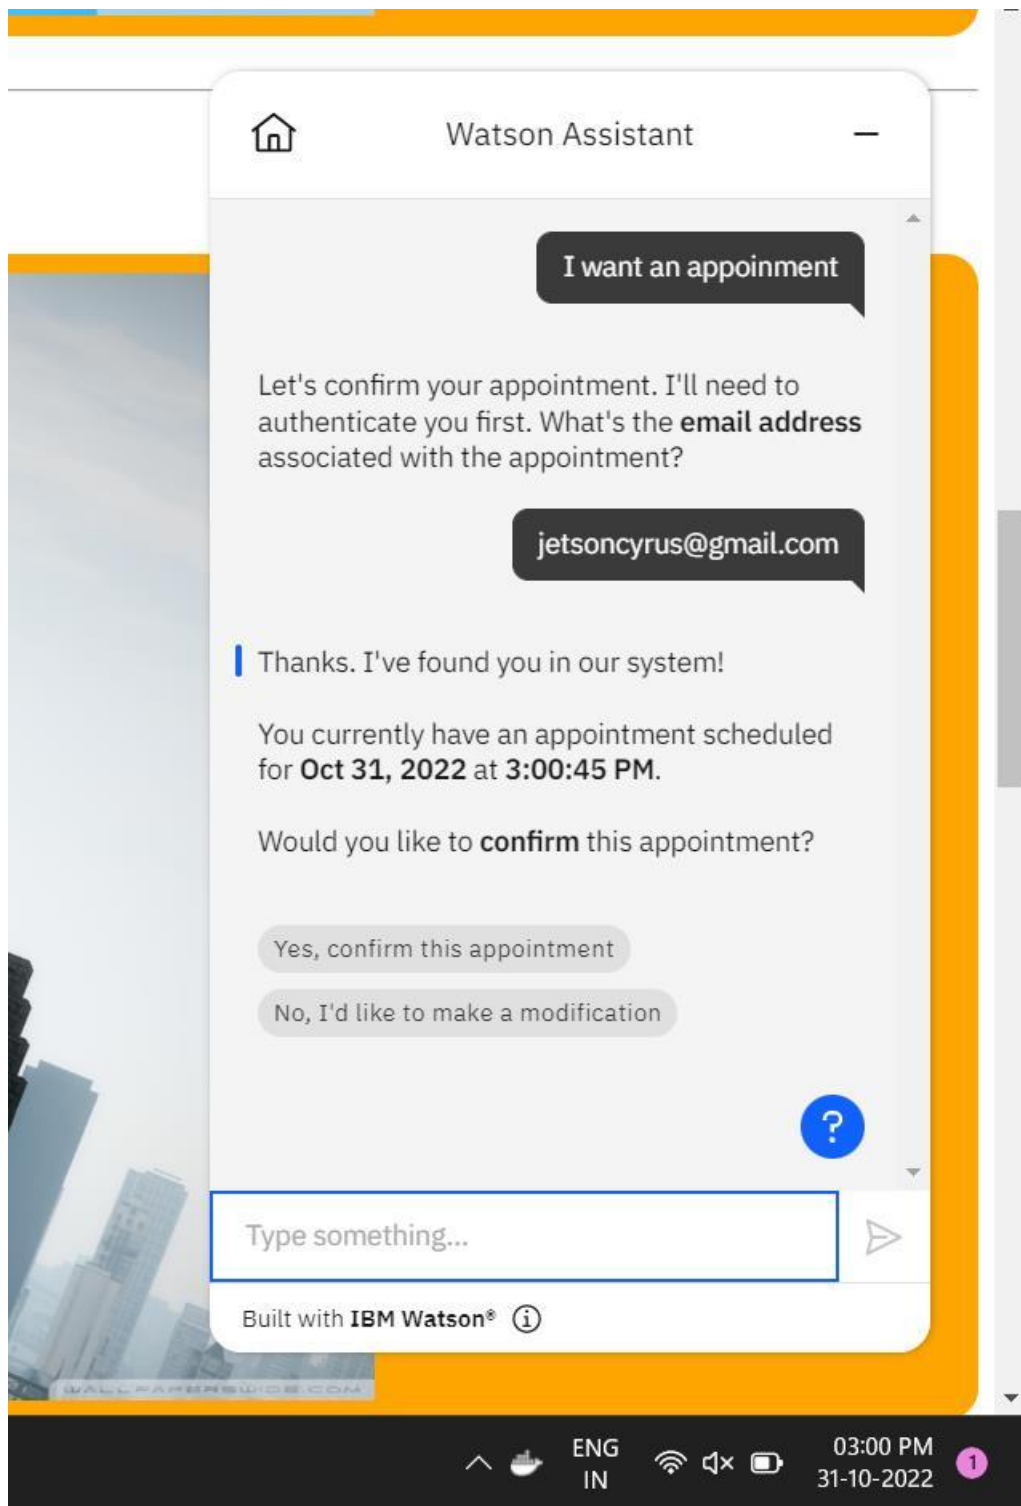 Watson Assistant
I want an appoinment
Let's confirm your appointment. I'll need to
authenticate you first. What's the email address
associated with the appointment?
jetsoncyrus@gmail.com
Thanks. I've found you in our system!
You currently have an appointment scheduled
for Oct 31, 2022 at 3:00:45 PM.
Would you like to confirm this appointment?
Yes, confirm this appointment
No, I'd like to make a modification
?
Type something...
Built with IBM Watson®
WALLPAPERSWIDE.COM
ENG
IN
03:00 PM
31-10-2022
1